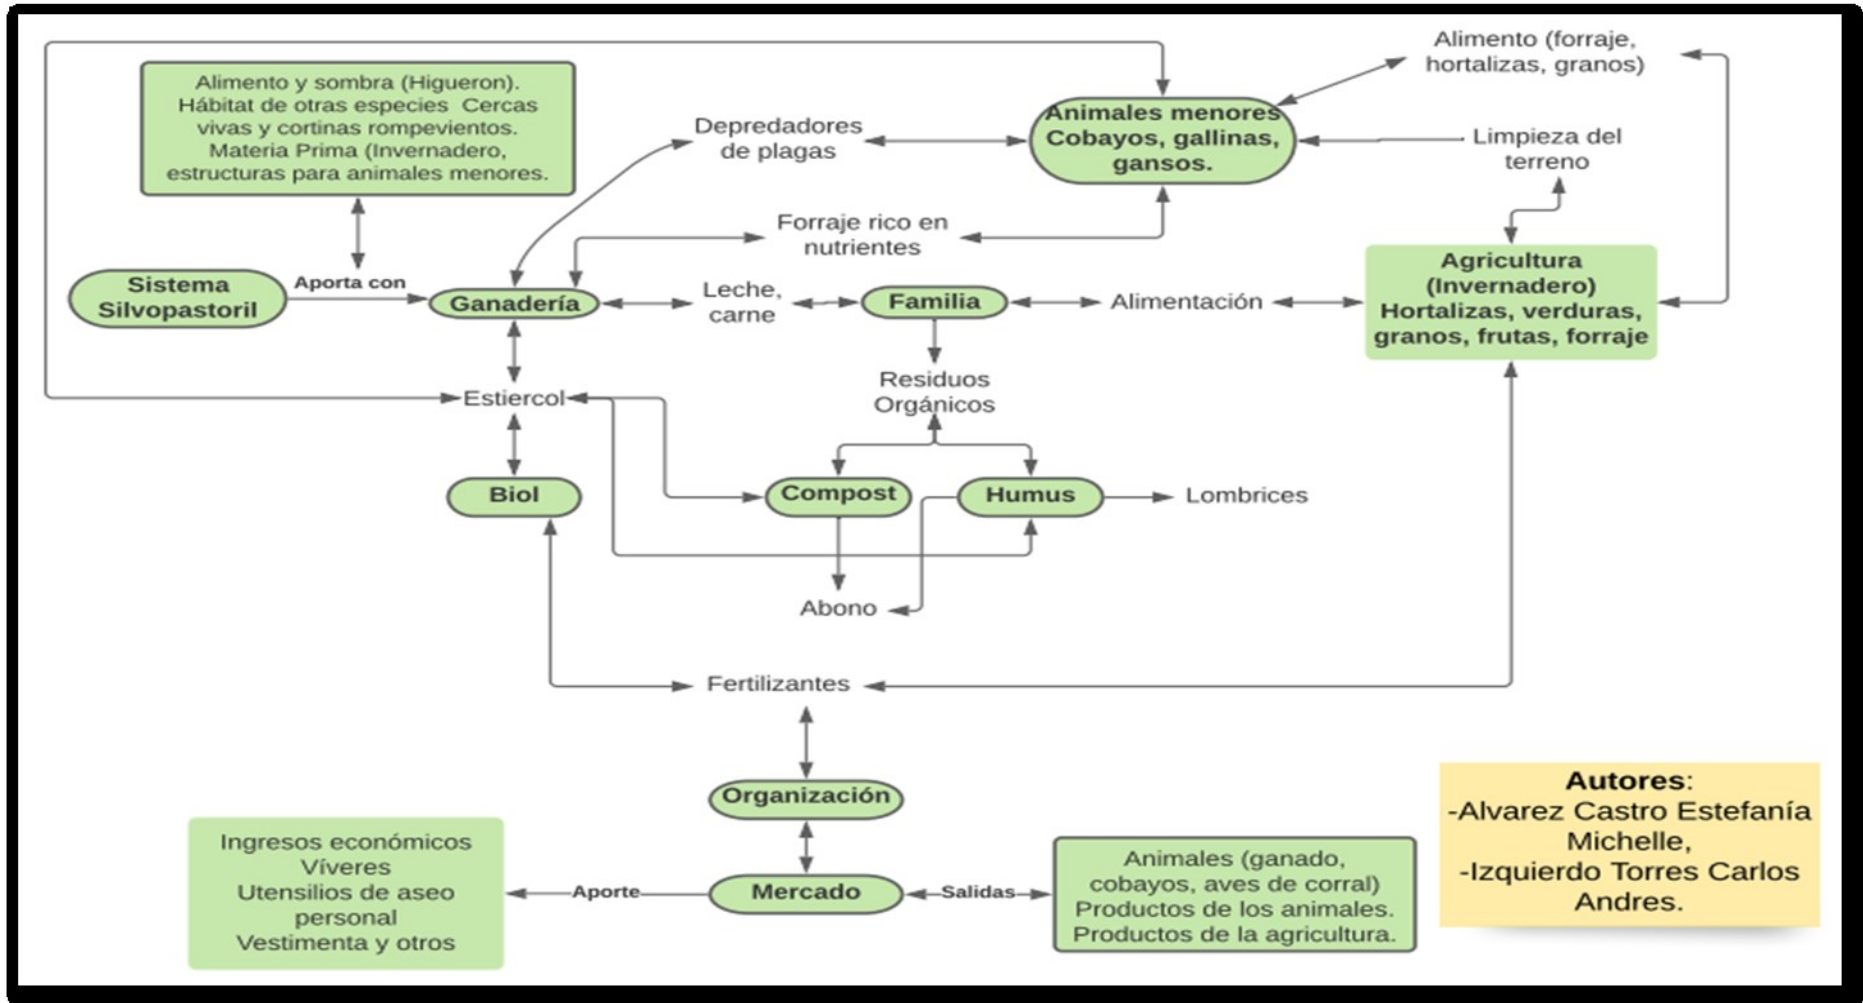 Alimento (forraje,
hortalizas, granos)
Alimento y sombra (Higueron).
Hábitat de otras especies Cercas
vivas y cortinas rompevientos.
Materia Prima (Invernadero,
estructuras para animales menores.
Depredadores
de plagas
Animales menores
Cobayos, gallinas,
gansos.
Limpieza del
terreno
Forraje rico en
nutrientes
Sistema
Silvopastoril
Aporta con
Ganadería
Leche,
carne
Familia
Alimentación
Agricultura
(Invernadero)
Hortalizas, verduras,
granos, frutas, forraje
Estiercol
Residuos
Orgánicos
Biol
Compost
Humus
Lombrices
Abono
Fertilizantes
Organización
Ingresos económicos
Víveres
Utensilios de aseo
personal
Vestimenta y otros
Aporte
Mercado
Salidas
Animales (ganado,
cobayos, aves de corral)
Productos de los animales.
Productos de la agricultura.
Autores:
-Alvarez Castro Estefanía
Michelle,
-Izquierdo Torres Carlos
Andres.